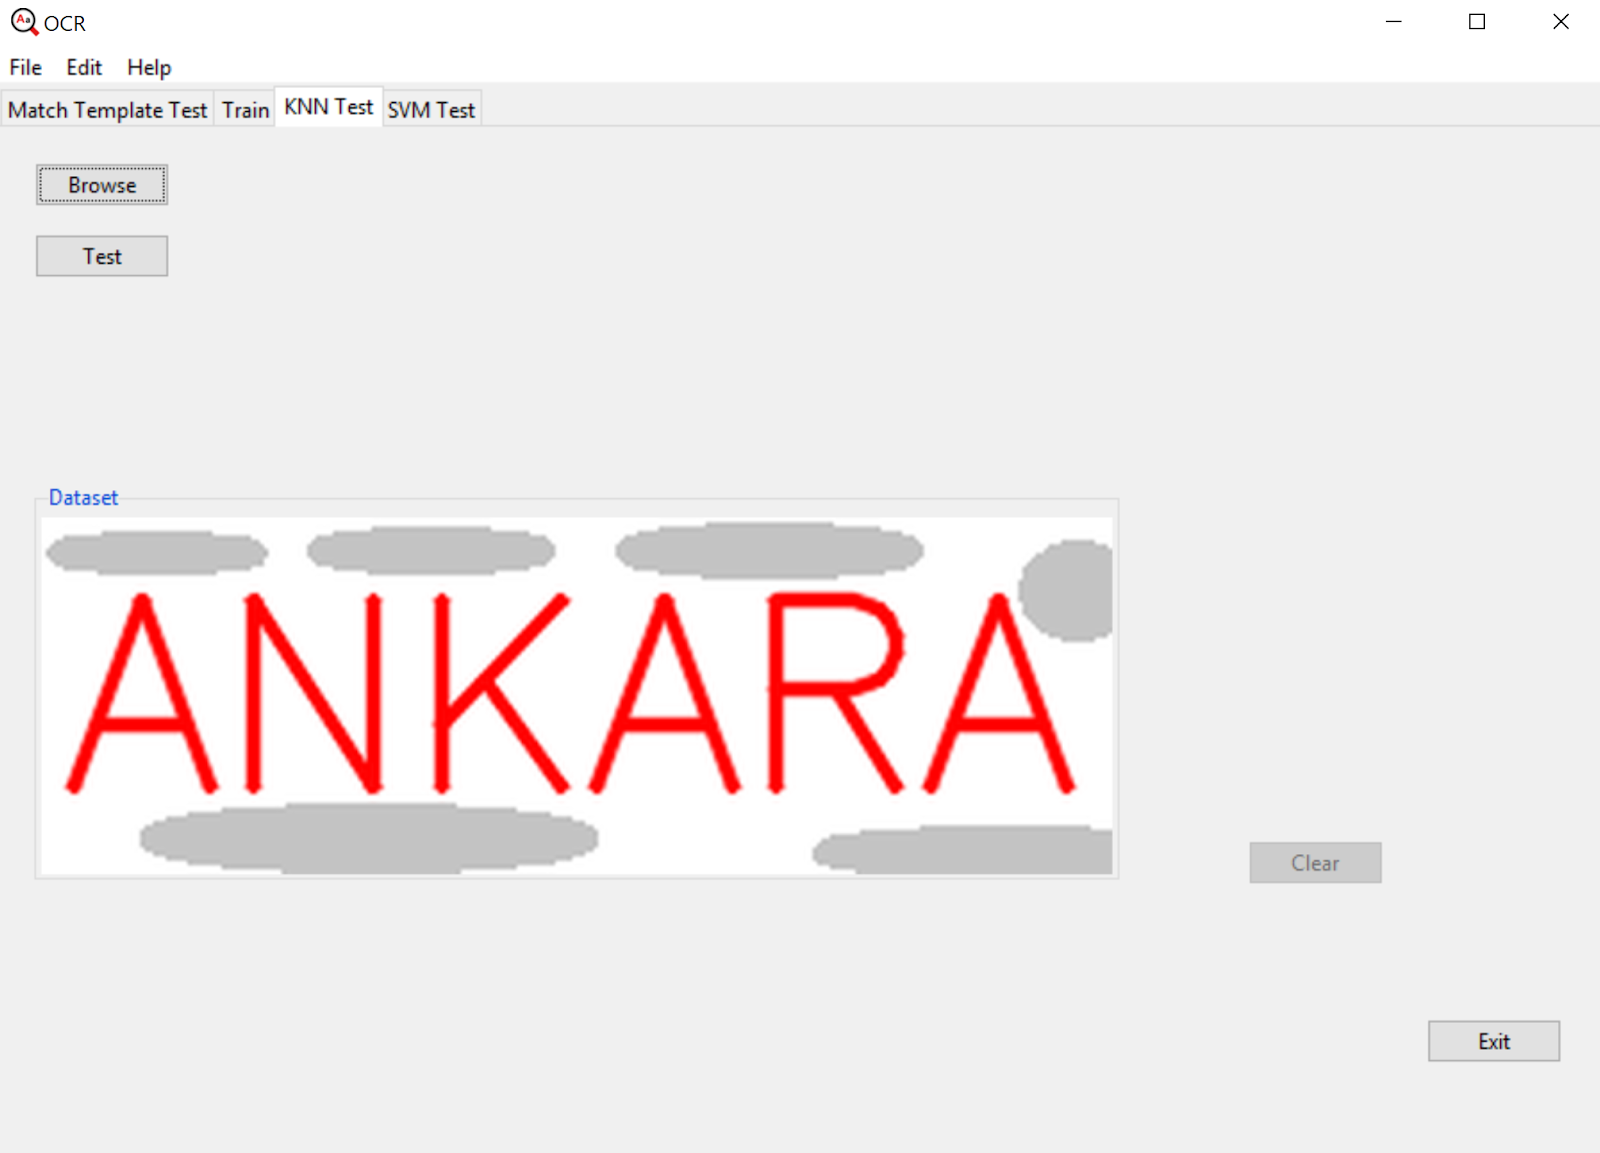 OCR
File Edit Help
Match Template Test Train KNN Test SVM Test
Browse
Test
Dataset
ANKARA
Clear
Exit